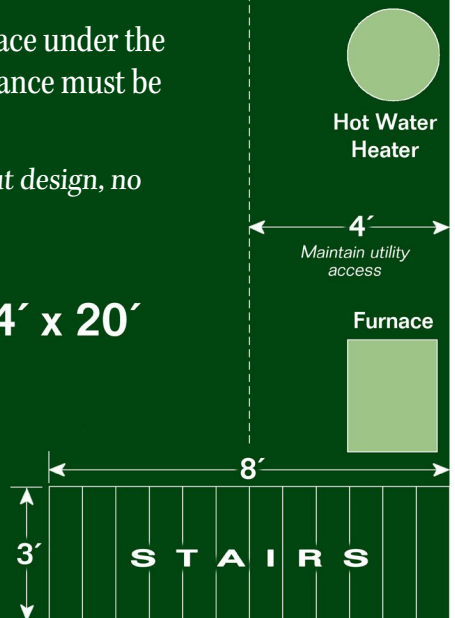 ace under the
ance must be
t design, no
4´ x 20´
Hot Water
Heater
4´
Maintain utility
access
Furnace
8´
3´
STAIRS